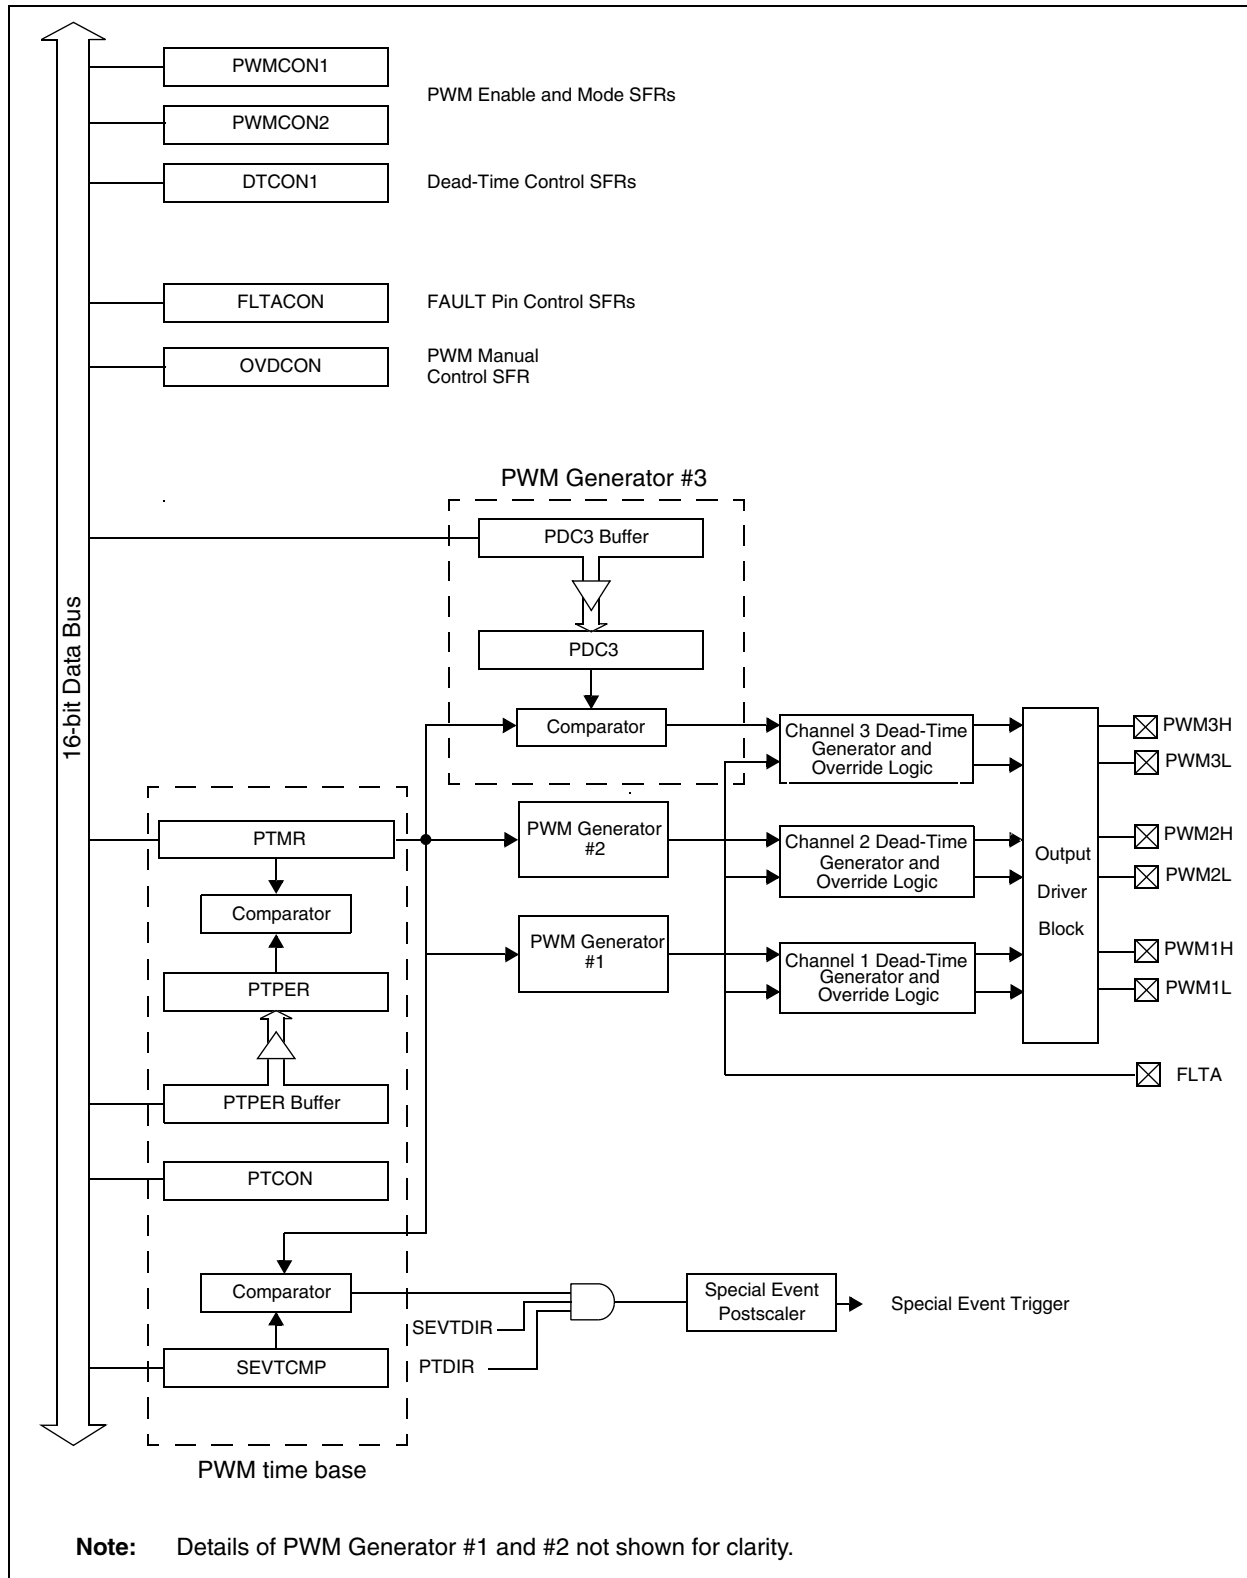 PWMCON1
PWM Enable and Mode SFRs
PWMCON2
DTCON1
Dead-Time Control SFRs
FLTACON
FAULT Pin Control SFRs
OVDCON
PWM Manual
Control SFR
16-bit Data Bus
PWM Generator #3
PDC3 Buffer
PDC3
Comparator
Channel 3 Dead-Time
Generator and
Override Logic
PWM3H
PWM3L
PTMR
Comparator
PTPER
PTPER Buffer
PTCON
Comparator
SEVTCMP
PWM time base
PWM Generator
#2
Channel 2 Dead-Time
Generator and
Override Logic
PWM2H
PWM2L
PWM Generator
#1
Channel 1 Dead-Time
Generator and
Override Logic
PWM1H
PWM1L
Output
Driver
Block
FLTA
SEVTDIR
PTDIR
Special Event
Postscaler
Special Event Trigger
Note: Details of PWM Generator #1 and #2 not shown for clarity.